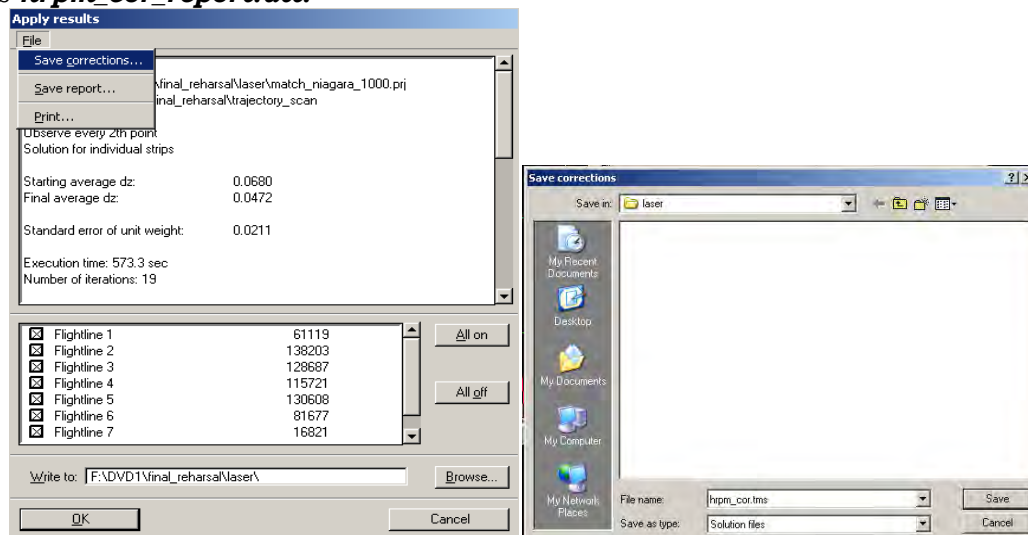 Apply results
File
Save corrections...
Save report...
Print...
\final_reharsal\laser\match_niagara_1000.prj
inal_reharsal\trajectory_scan
Observe every 2th point
Solution for individual strips
Starting average dz: 0.0680
Final average dz: 0.0472
Standard error of unit weight: 0.0211
Execution time: 573.3 sec
Number of iterations: 19
Flightline 1 61119
Flightline 2 138203
Flightline 3 128687
Flightline 4 115721
Flightline 5 130608
Flightline 6 81677
Flightline 7 16821
All on
All off
Write to: F:\DVD1\final_reharsal\laser\
Browse...
OK
Cancel
Save corrections
Save in: laser
My Recent
Documents
Desktop
My Documents
My Computer
My Network
Places
File name: hrpm_cor.tms
Save
Save as type: Solution files
Cancel